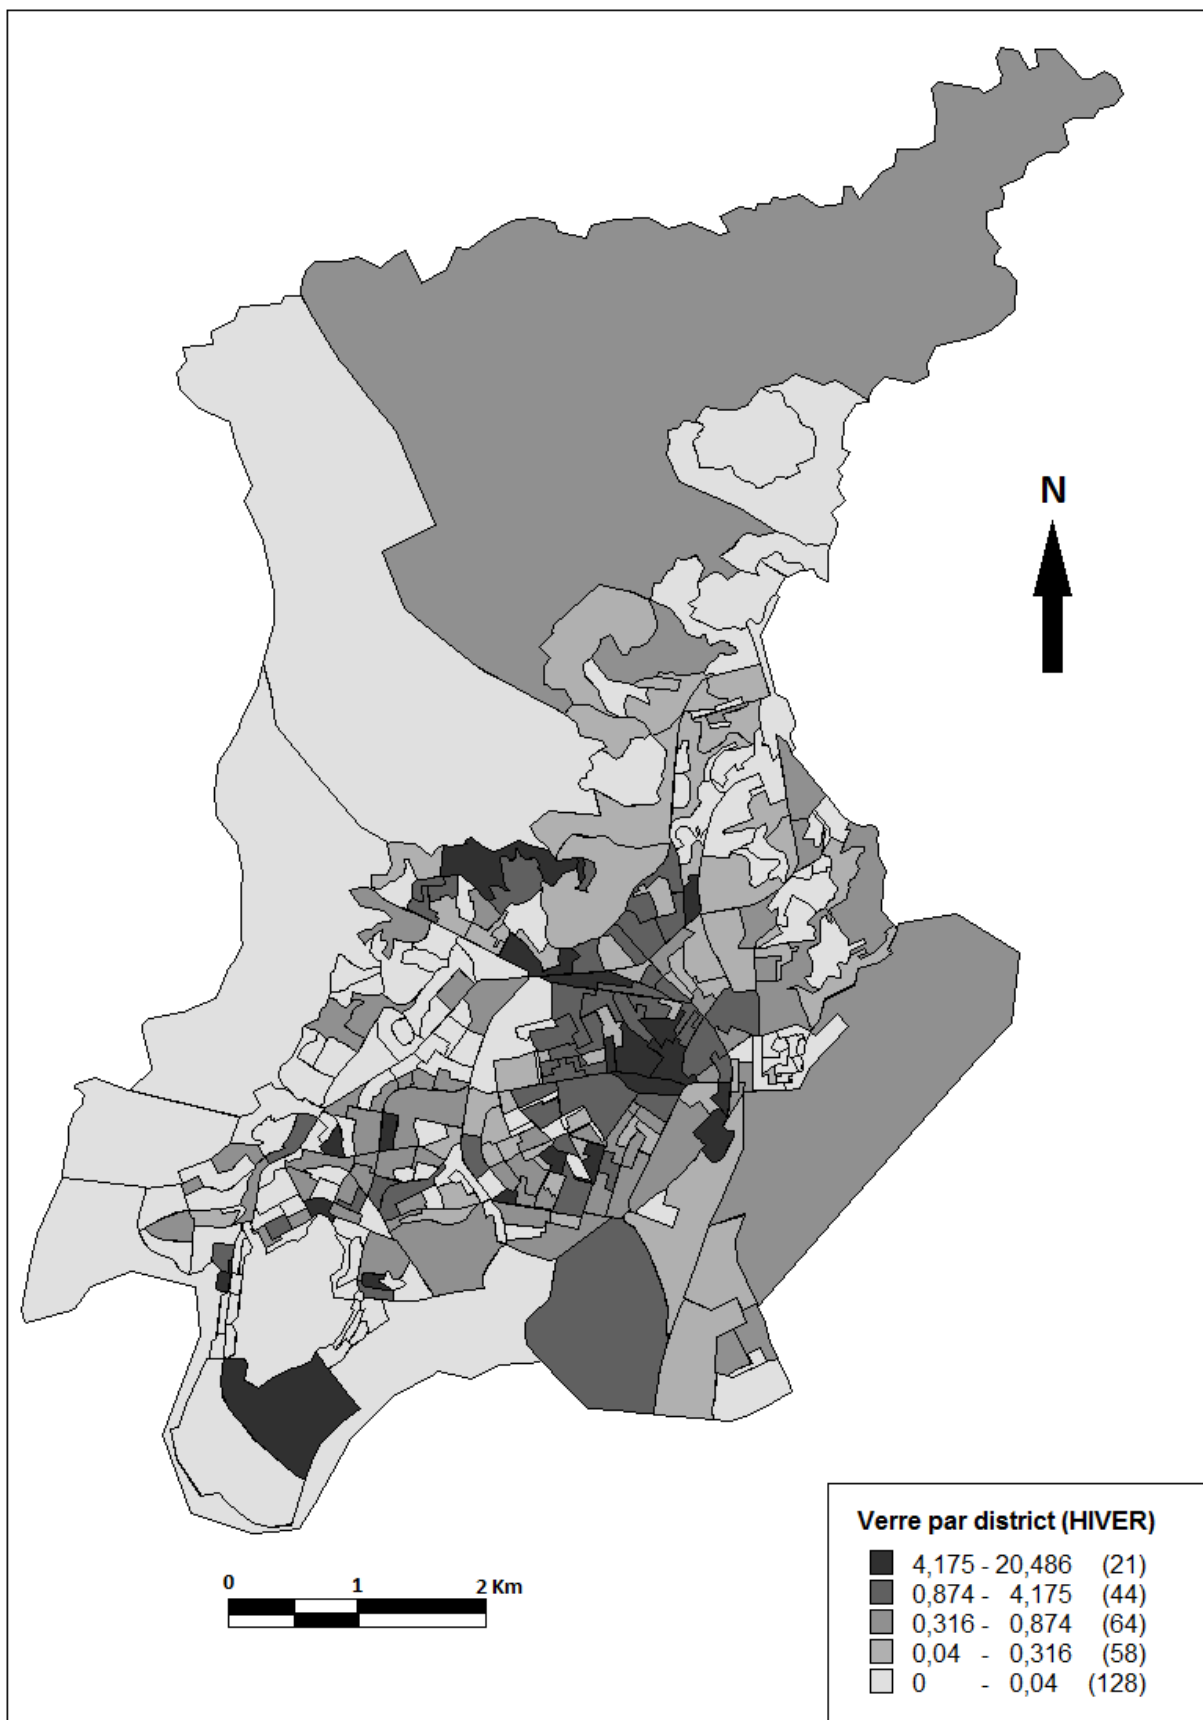 N
Verre par district (HIVER)
4,175 - 20,486 (21)
0,874 - 4,175 (44)
0,316 - 0,874 (64)
0,04 - 0,316 (58)
0 - 0,04 (128)
0 1 2 Km